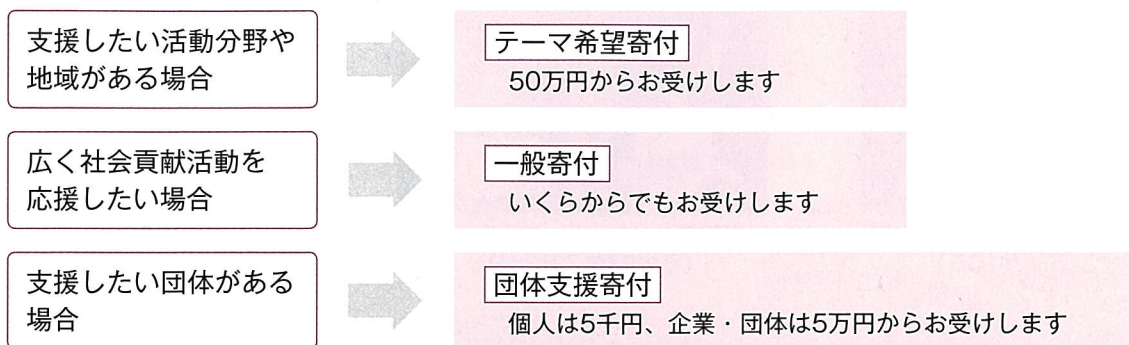 支援したい活動分野や
地域がある場合
テーマ希望寄付
50万円からお受けします
広く社会貢献活動を
応援したい場合
一般寄付
いくらからでもお受けします
支援したい団体がある
場合
団体支援寄付
個人は5千円、企業・団体は5万円からお受けします